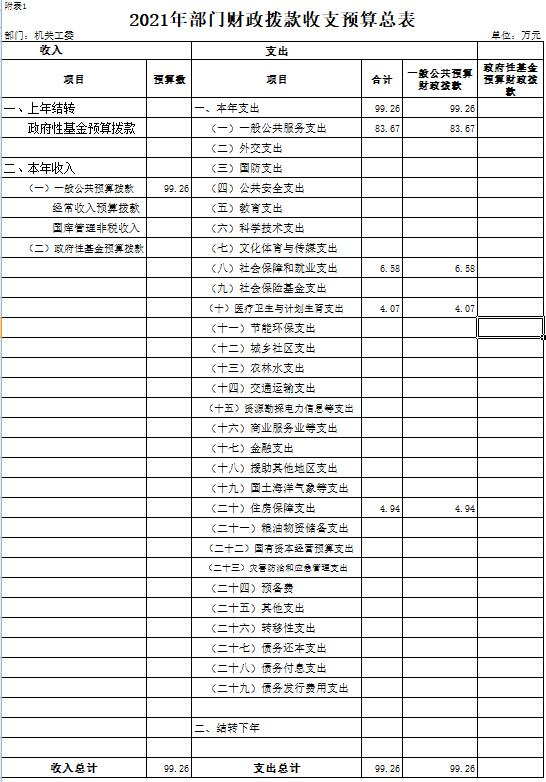 附表1
2021年部门财政拨款收支预算总表
部门：机关工委 单位：万元
收入 支出
项目 预算数 项目 合计 一般公共预算财政拨款 政府性基金预算财政拨款
一、上年结转 一、本年支出 99.26 99.26
政府性基金预算拨款 （一）一般公共服务支出 83.67 83.67
（二）外交支出
二、本年收入 （三）国防支出
（一）一般公共预算拨款 99.26 （四）公共安全支出
经常收入预算拨款 （五）教育支出
国库管理非税收入 （六）科学技术支出
（二）政府性基金预算拨款 （七）文化体育与传媒支出
（八）社会保障和就业支出 6.58 6.58
（九）社会保险基金支出
（十）医疗卫生与计划生育支出 4.07 4.07
（十一）节能环保支出
（十二）城乡社区支出
（十三）农林水支出
（十四）交通运输支出
（十五）资源勘探电力信息等支出
（十六）商业服务业等支出
（十七）金融支出
（十八）援助其他地区支出
（十九）国土海洋气象等支出
（二十）住房保障支出 4.94 4.94
（二十一）粮油物资储备支出
（二十二）国有资本经营预算支出
（二十三）灾害防治和应急管理支出
（二十四）预备费
（二十五）其他支出
（二十六）转移性支出
（二十七）债务还本支出
（二十八）债务付息支出
（二十九）债务发行费用支出
二、结转下年
收入总计 99.26 支出总计 99.26 99.26